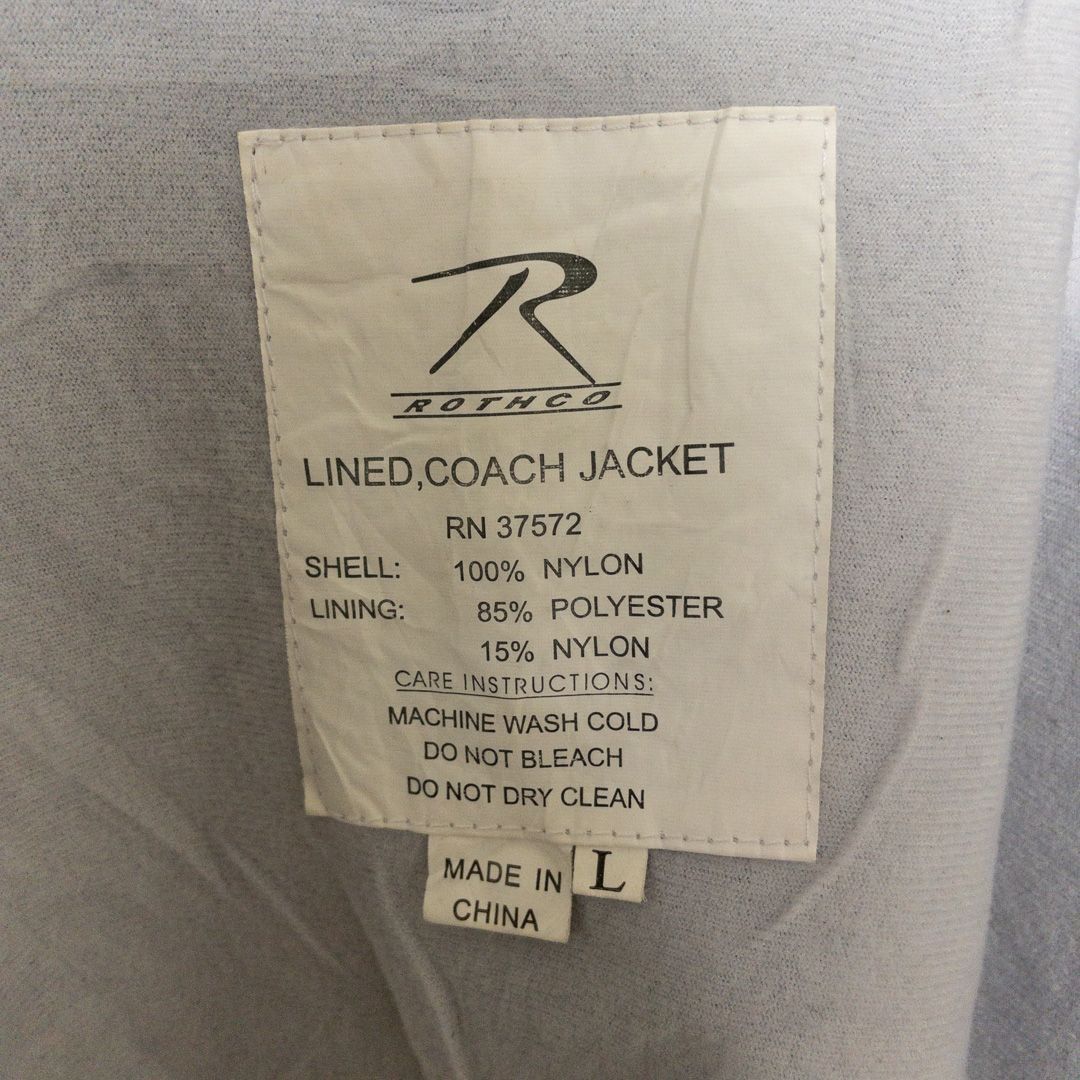 R
ROTHCO
LINED,COACH JACKET
RN 37572
SHELL: 100% NYLON
LINING: 85% POLYESTER
15% NYLON
CARE INSTRUCTIONS:
MACHINE WASH COLD
DO NOT BLEACH
DO NOT DRY CLEAN
MADE IN
CHINA
L